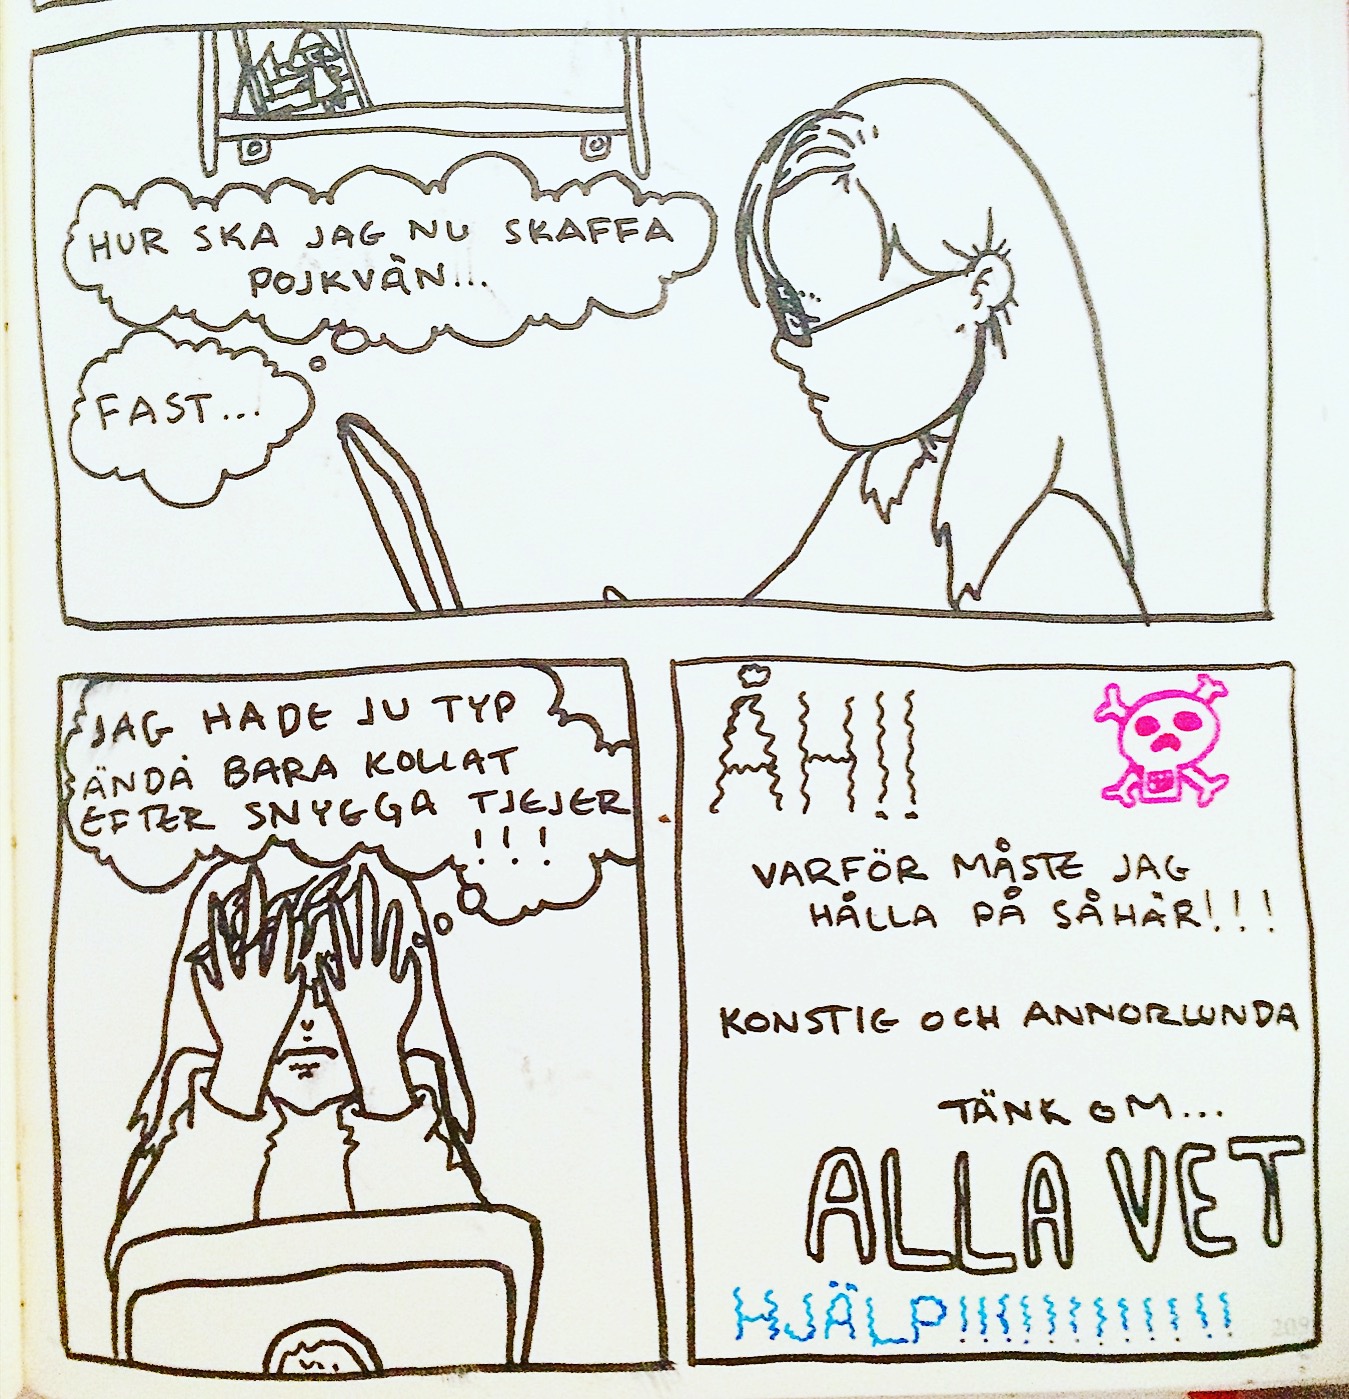 HUR SKA JAG NU SKAFFA
POJKVÄN...
FAST...
JAG HADE JU TYP
ÄNDÅ BARA KOLLAT
EFTER SNYGGA TJEJER
!!!
ÅH!!
VARFÖR MÅSTE JAG
HÅLLA PÅ SÅHÄR!!!
KONSTIG OCH ANNORLUNDA
TÄNK OM...
ALLA VET
HJÄLP!!!!!!!!!!!!
209